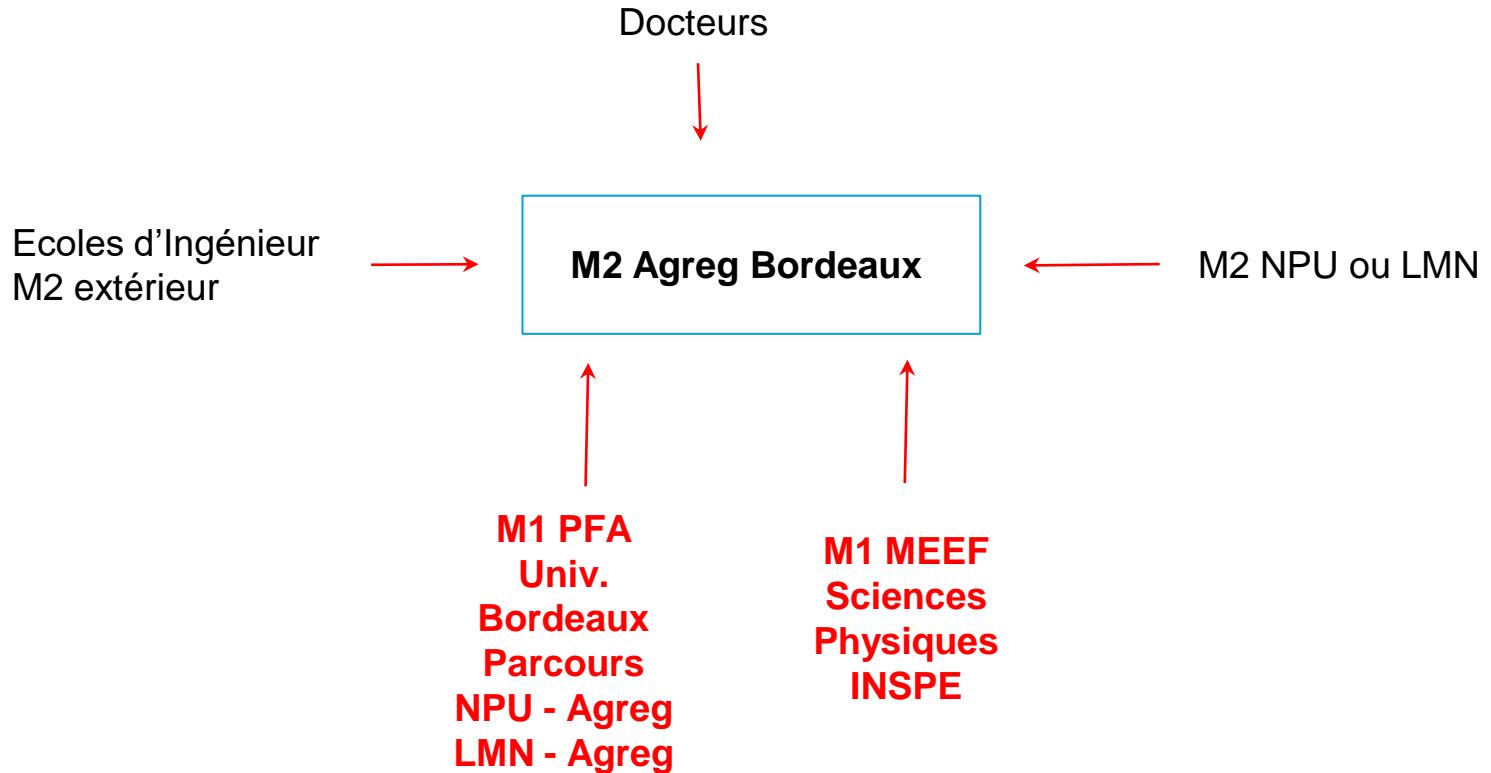 Docteurs
Ecoles d’Ingénieur
M2 extérieur
M2 Agreg Bordeaux
M2 NPU ou LMN
M1 PFA
Univ.
Bordeaux
Parcours
NPU - Agreg
LMN - Agreg
M1 MEEF
Sciences
Physiques
INSPE